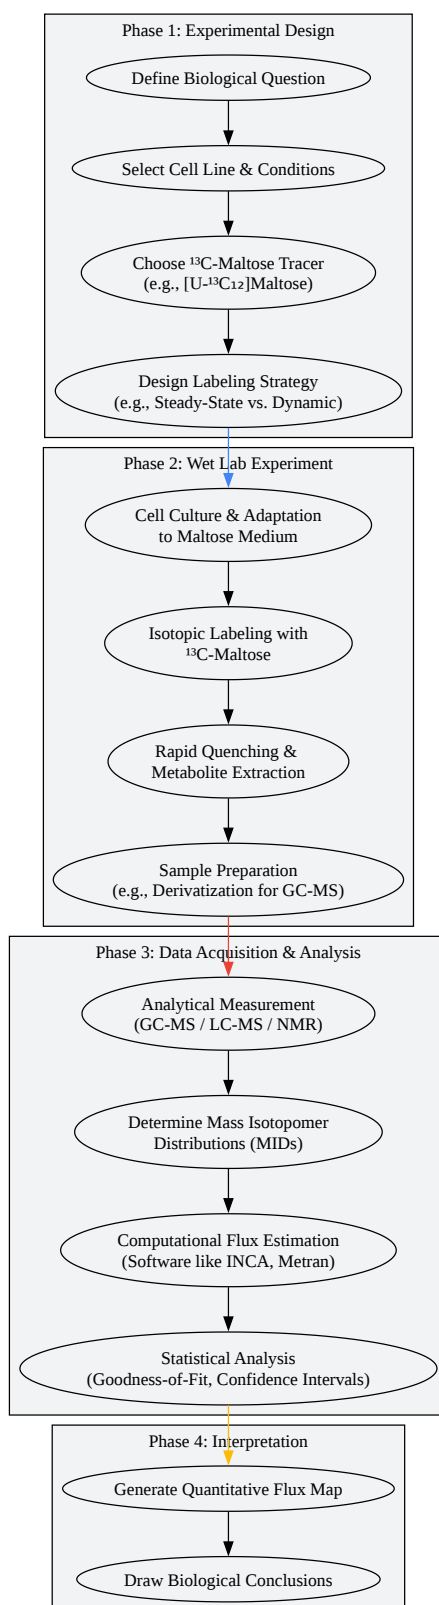 Phase 1: Experimental Design
Define Biological Question
Select Cell Line & Conditions
Choose ¹³C-Maltose Tracer
(e.g., [U-¹³C₁₂]Maltose)
Design Labeling Strategy
(e.g., Steady-State vs. Dynamic)
Phase 2: Wet Lab Experiment
Cell Culture & Adaptation
to Maltose Medium
Isotopic Labeling with
¹³C-Maltose
Rapid Quenching &
Metabolite Extraction
Sample Preparation
(e.g., Derivatization for GC-MS)
Phase 3: Data Acquisition & Analysis
Analytical Measurement
(GC-MS / LC-MS / NMR)
Determine Mass Isotopomer
Distributions (MIDs)
Computational Flux Estimation
(Software like INCA, Metran)
Statistical Analysis
(Goodness-of-Fit, Confidence Intervals)
Phase 4: Interpretation
Generate Quantitative Flux Map
Draw Biological Conclusions